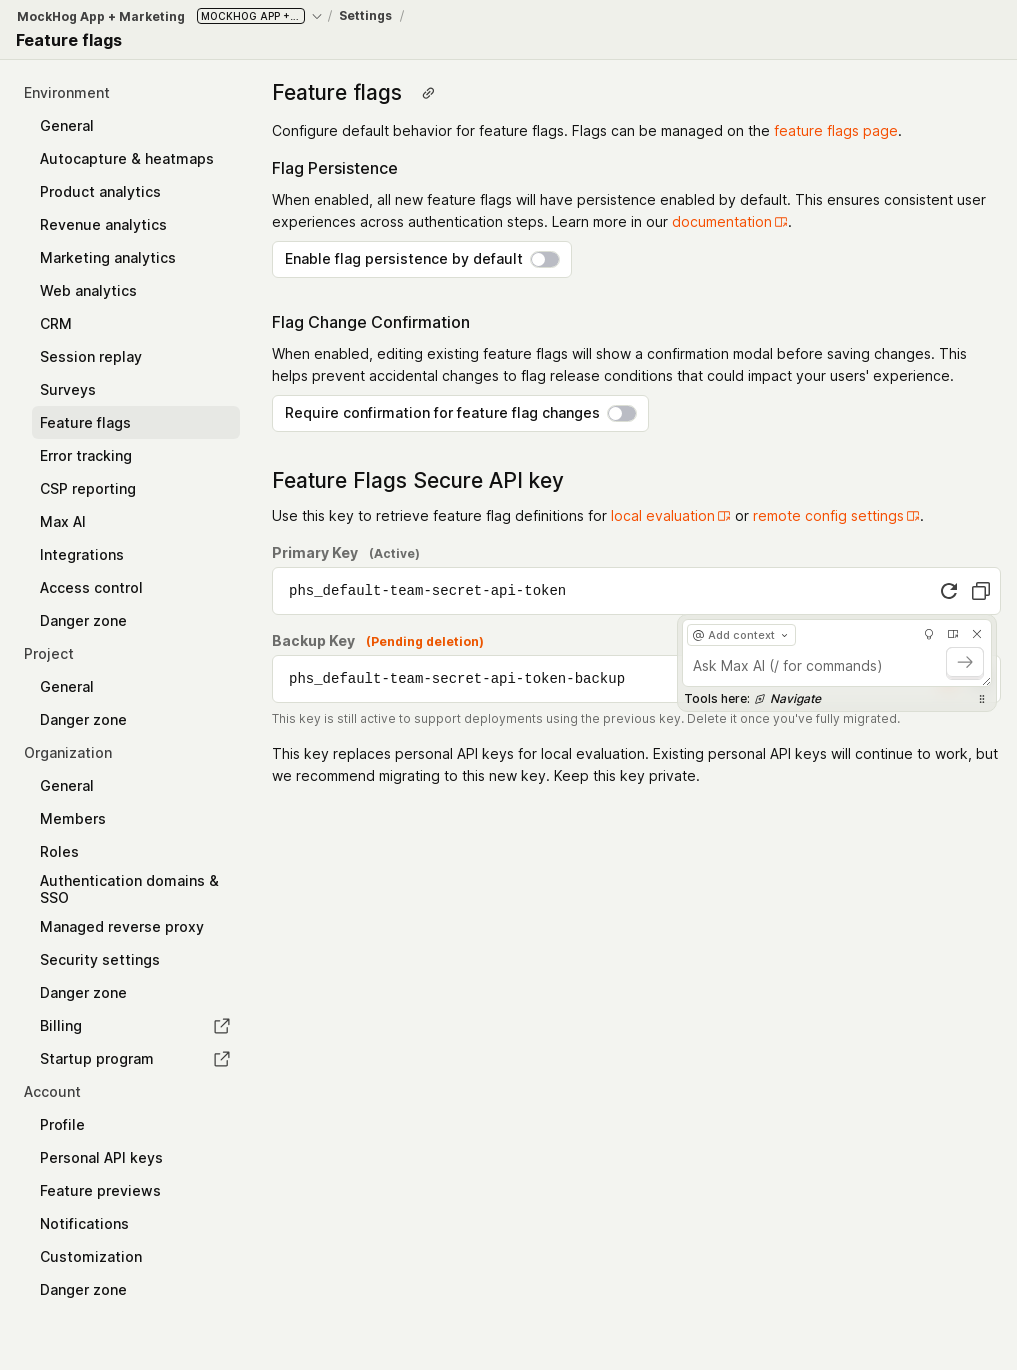 MockHog App + Marketing MOCKHOG APP +... / Settings /
Feature flags
Environment
General
Autocapture & heatmaps
Product analytics
Revenue analytics
Marketing analytics
Web analytics
CRM
Session replay
Surveys
Feature flags
Error tracking
CSP reporting
Max AI
Integrations
Access control
Danger zone
Project
General
Danger zone
Organization
General
Members
Roles
Authentication domains &
SSO
Managed reverse proxy
Security settings
Danger zone
Billing
Startup program
Account
Profile
Personal API keys
Feature previews
Notifications
Customization
Danger zone
Feature flags
Configure default behavior for feature flags. Flags can be managed on the feature flags page.
Flag Persistence
When enabled, all new feature flags will have persistence enabled by default. This ensures consistent user
experiences across authentication steps. Learn more in our documentation.
Enable flag persistence by default
Flag Change Confirmation
When enabled, editing existing feature flags will show a confirmation modal before saving changes. This
helps prevent accidental changes to flag release conditions that could impact your users' experience.
Require confirmation for feature flag changes
Feature Flags Secure API key
Use this key to retrieve feature flag definitions for local evaluation or remote config settings.
Primary Key (Active)
phs_default-team-secret-api-token
Backup Key (Pending deletion)
phs_default-team-secret-api-token-backup
@ Add context
Ask Max AI (/ for commands)
Tools here: Navigate
This key is still active to support deployments using the previous key. Delete it once you've fully migrated.
This key replaces personal API keys for local evaluation. Existing personal API keys will continue to work, but
we recommend migrating to this new key. Keep this key private.